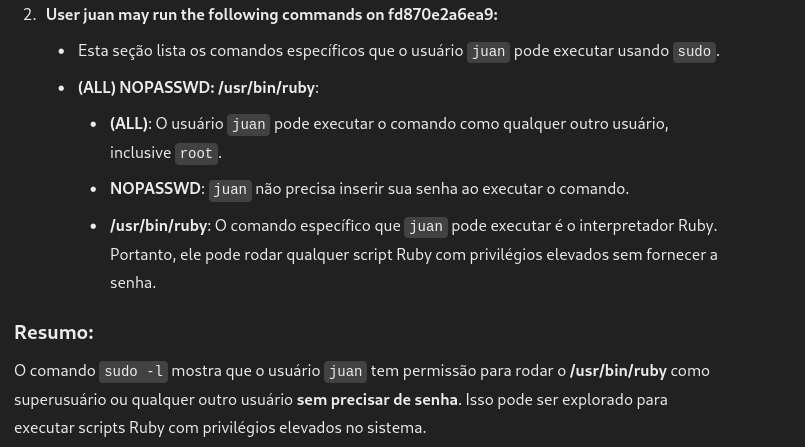 2. User juan may run the following commands on fd870e2a6ea9:
• Esta seção lista os comandos específicos que o usuário juan pode executar usando sudo.
• (ALL) NOPASSWD: /usr/bin/ruby:
• (ALL): O usuário juan pode executar o comando como qualquer outro usuário,
inclusive root.
• NOPASSWD: juan não precisa inserir sua senha ao executar o comando.
• /usr/bin/ruby: O comando específico que juan pode executar é o interpretador Ruby.
Portanto, ele pode rodar qualquer script Ruby com privilégios elevados sem fornecer a
senha.
Resumo:
O comando sudo -l mostra que o usuário juan tem permissão para rodar o /usr/bin/ruby como
superusuário ou qualquer outro usuário sem precisar de senha. Isso pode ser explorado para
executar scripts Ruby com privilégios elevados no sistema.